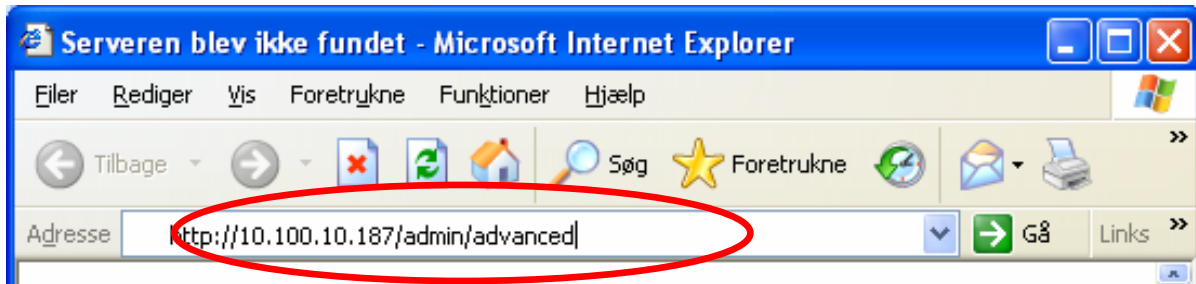 Serveren blev ikke fundet - Microsoft Internet Explorer
Filer Rediger Vis Foretrukne Funktioner Hjælp
Tilbage Søg Foretrukne
Adresse http://10.100.10.187/admin/advanced Gå Links